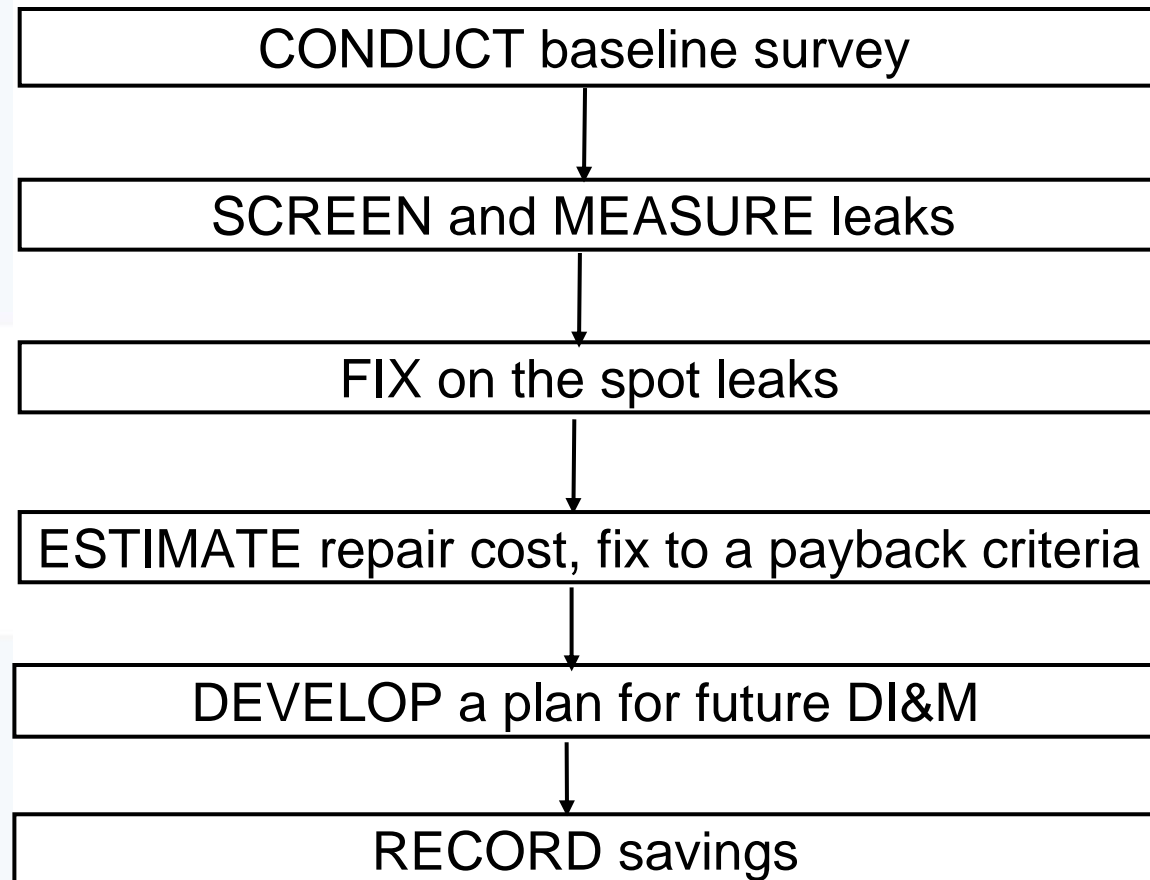 CONDUCT baseline survey
SCREEN and MEASURE leaks
FIX on the spot leaks
ESTIMATE repair cost, fix to a payback criteria
DEVELOP a plan for future DI&M
RECORD savings